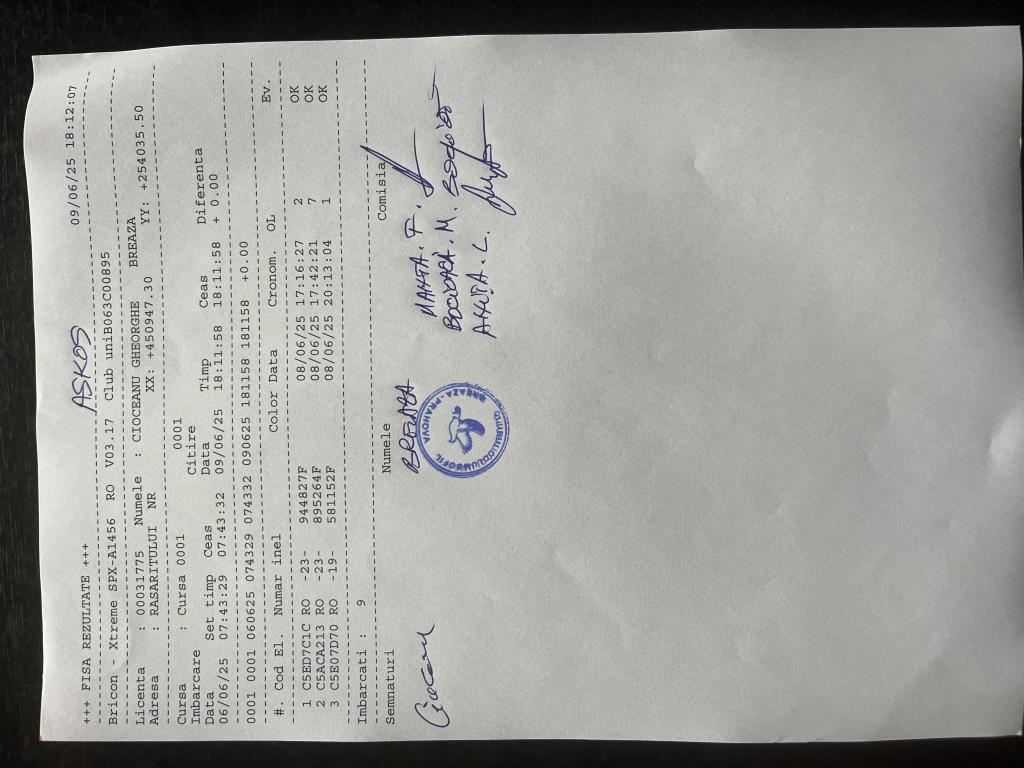 ASKOS
+++ FISA REZULTATE +++ 09/06/25 18:12:07
Bricon Xtreme SPX-A1456 RO V03.17 Club uniB063C00895
Licenta : 00031775 Numele : CIOCEANU GHEORGHE BREAZA
Adresa : RASARITULUI NR XX: +450947.30 YY: +254035.50
Cursa : Cursa 0001 0001
Imbarcare Citire
Data Set timp Ceas Data Timp Ceas Diferenta
06/06/25 07:43:29 07:43:32 09/06/25 18:11:58 18:11:58 + 0.00
0001 0001 060625 074329 074332 090625 181158 181158 +0.00
#. Cod El. Numar inel Color Data Cronom. OL Ev.
1 C5ED7C1C RO -23- 944827F 08/06/25 17:16:27 2 OK
2 C5ACA213 RO -23- 895264F 08/06/25 17:42:21 7 OK
3 C5E07D70 RO -19- 581152F 08/06/25 20:13:04 1 OK
Imbarcati : 9
Semnaturi Numele Comisia
BREAZA
MANTA. F.
BOCIOACA. M.
COLUMBOFIL
BREAZA-PRAHOVA